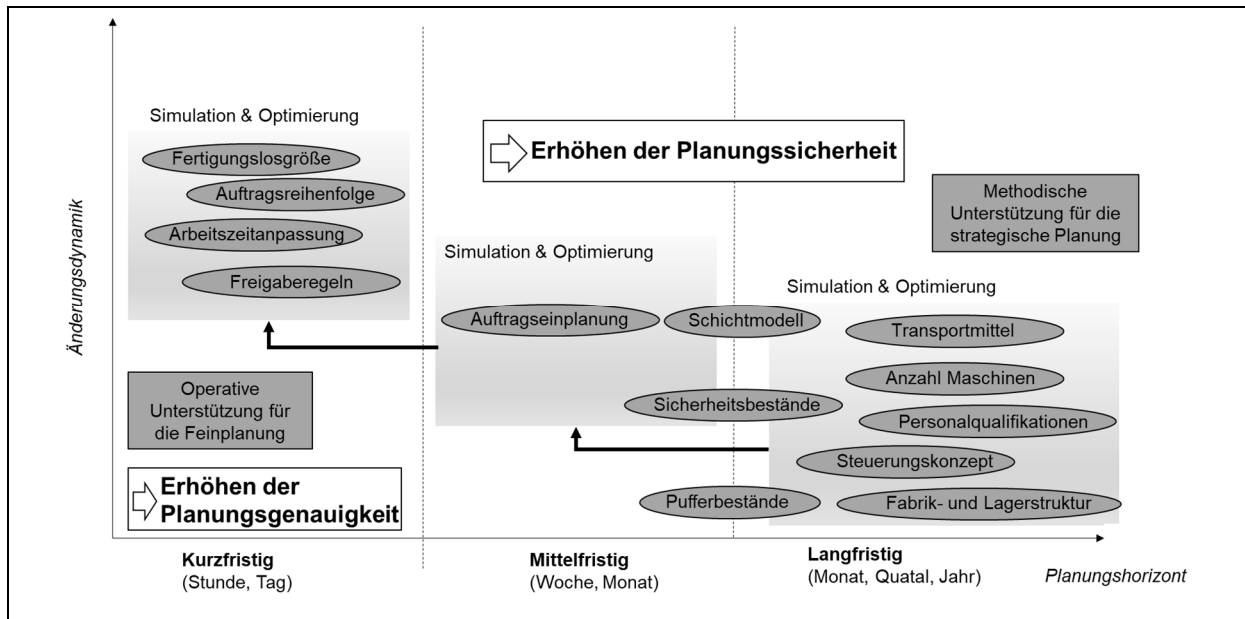 Änderungsdynamik
Simulation & Optimierung
Fertigungslosgröße
Auftragsreihenfolge
Arbeitszeitanpassung
Freigaberegeln
Operative
Unterstützung für
die Feinplanung
Erhöhen der
Planungsgenauigkeit
Erhöhen der Planungssicherheit
Simulation & Optimierung
Auftragseinplanung
Schichtmodell
Sicherheitsbestände
Pufferbestände
Methodische
Unterstützung für die
strategische Planung
Simulation & Optimierung
Transportmittel
Anzahl Maschinen
Personalqualifikationen
Steuerungskonzept
Fabrik- und Lagerstruktur
Kurzfristig
(Stunde, Tag)
Mittelfristig
(Woche, Monat)
Langfristig
(Monat, Quatal, Jahr)
Planungshorizont